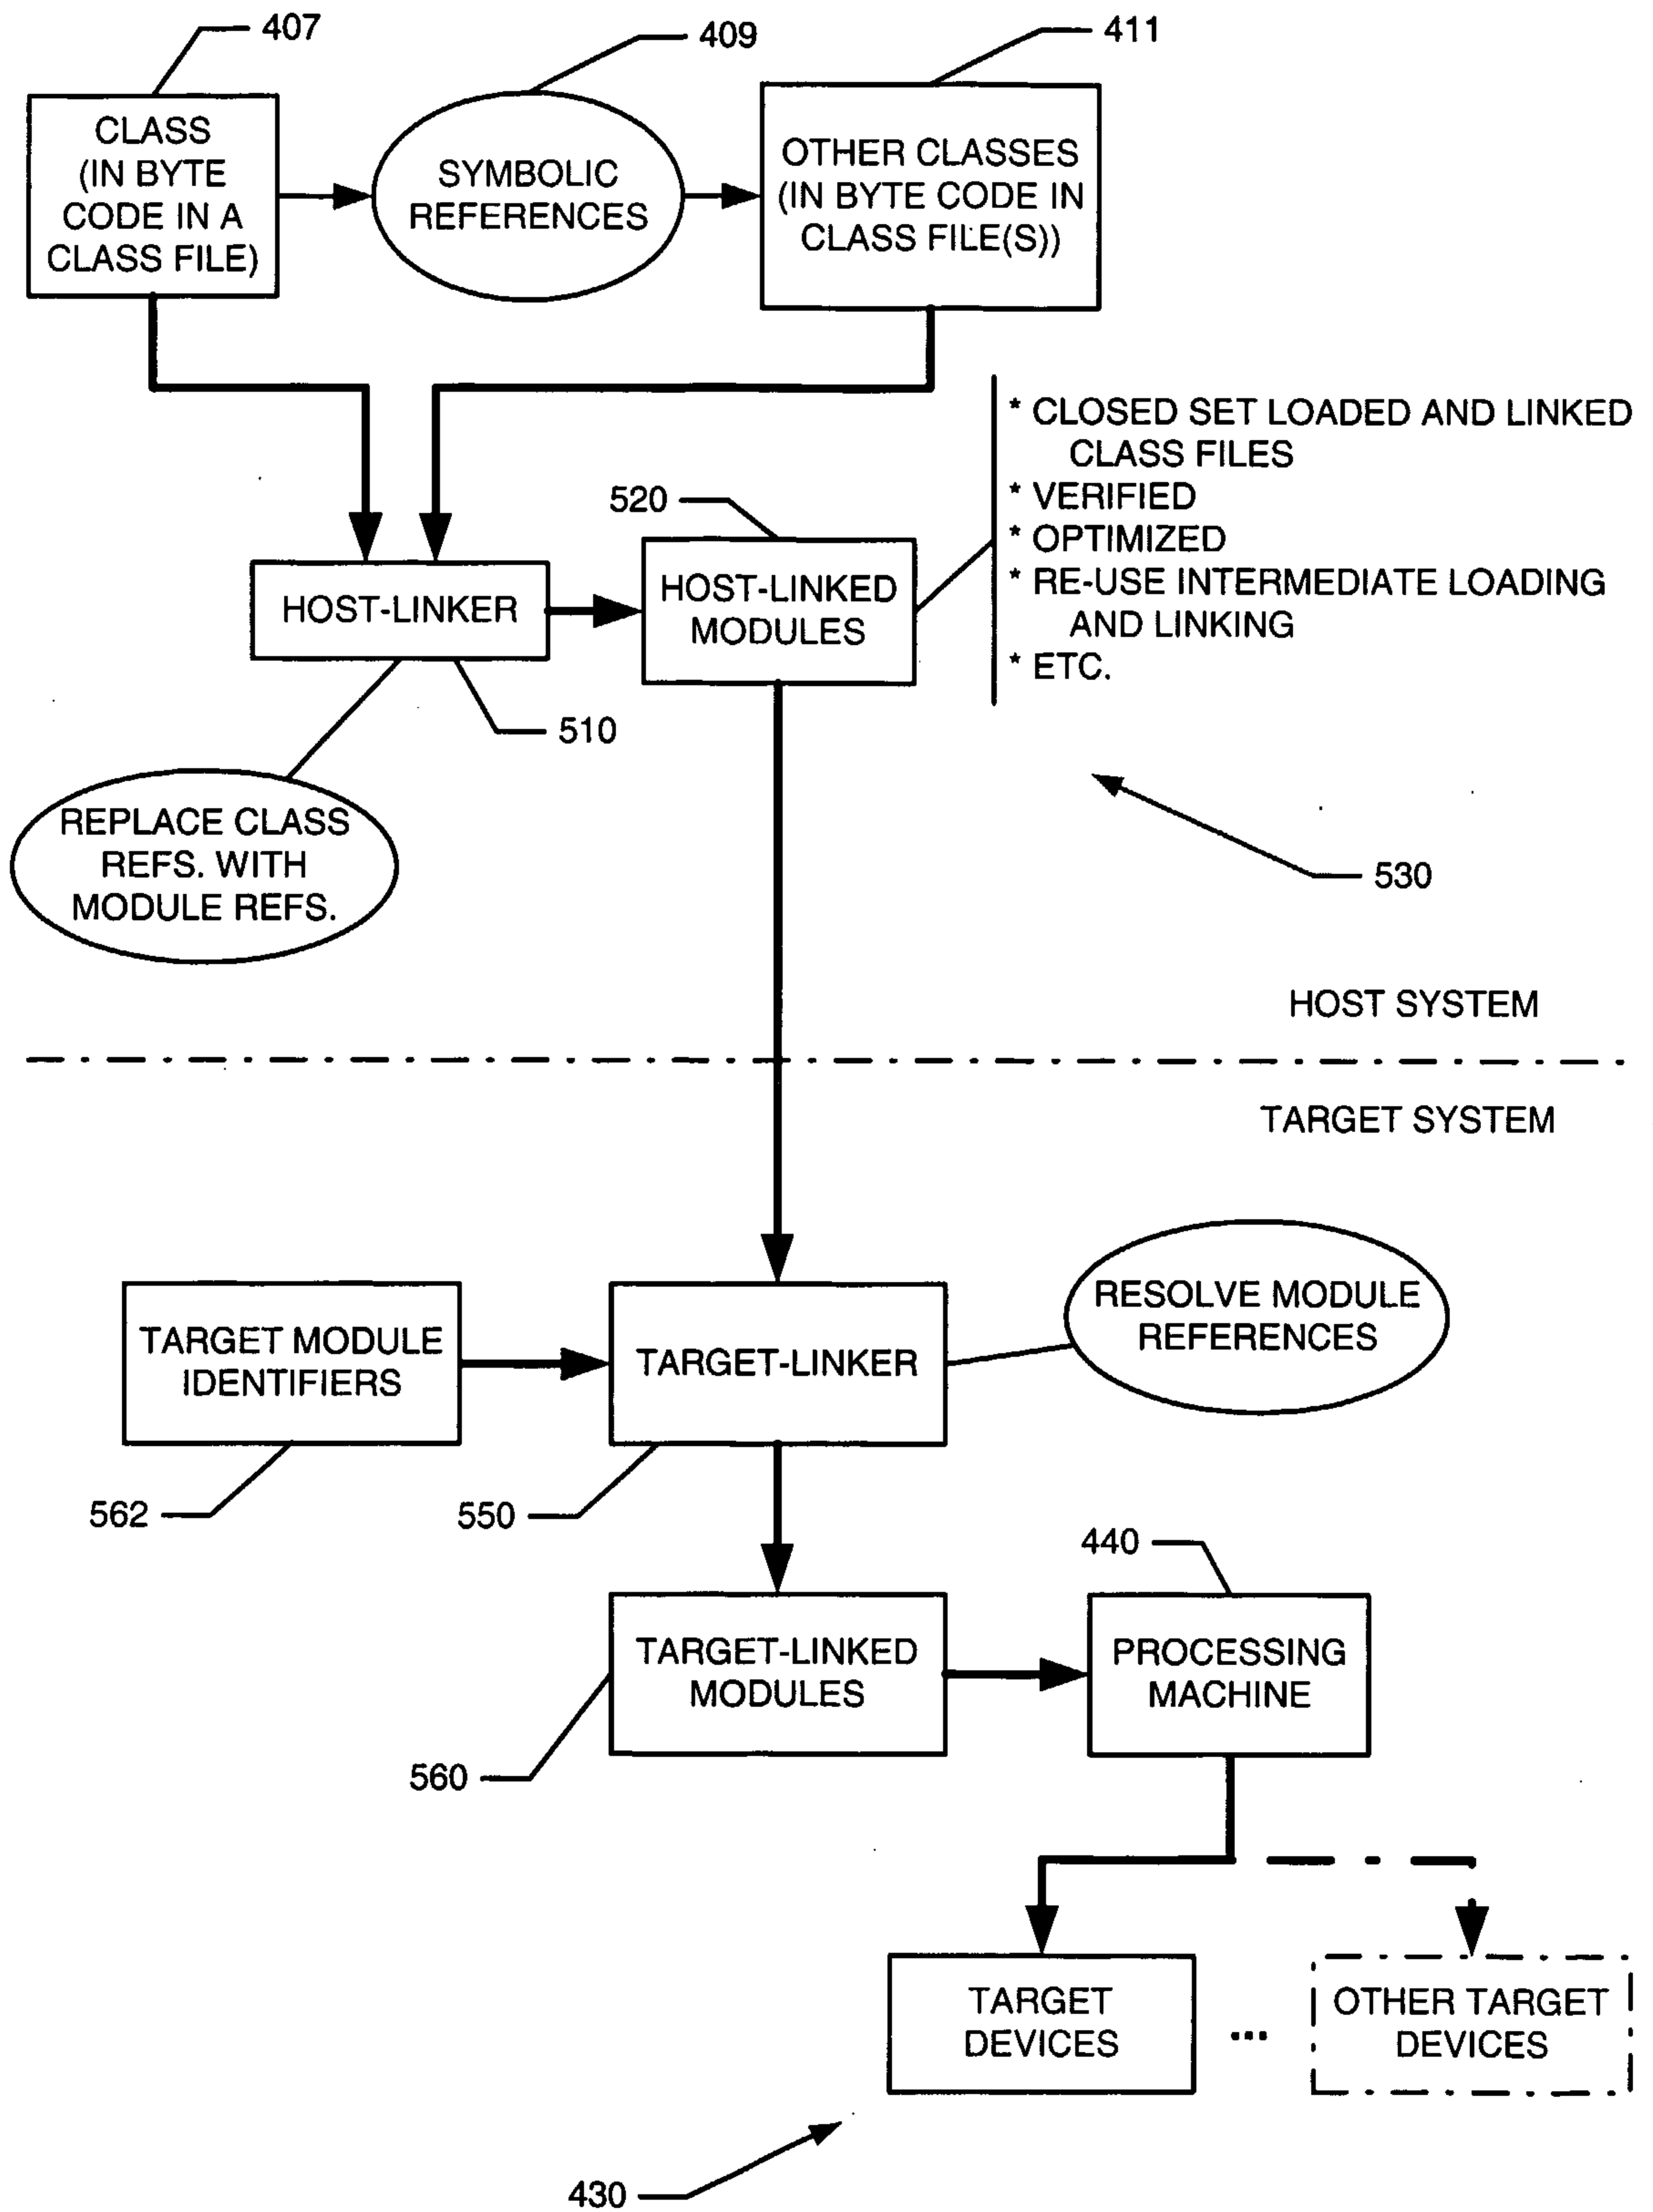 407
409
411
CLASS
(IN BYTE
CODE IN A
CLASS FILE)
SYMBOLIC
REFERENCES
OTHER CLASSES
(IN BYTE CODE IN
CLASS FILE(S))
* CLOSED SET LOADED AND LINKED
CLASS FILES
* VERIFIED
* OPTIMIZED
* RE-USE INTERMEDIATE LOADING
AND LINKING
* ETC.
520
HOST-LINKER
HOST-LINKED
MODULES
510
REPLACE CLASS
REFS. WITH
MODULE REFS.
530
HOST SYSTEM
TARGET SYSTEM
TARGET MODULE
IDENTIFIERS
TARGET-LINKER
RESOLVE MODULE
REFERENCES
562
550
440
TARGET-LINKED
MODULES
PROCESSING
MACHINE
560
TARGET
DEVICES
...
OTHER TARGET
DEVICES
430